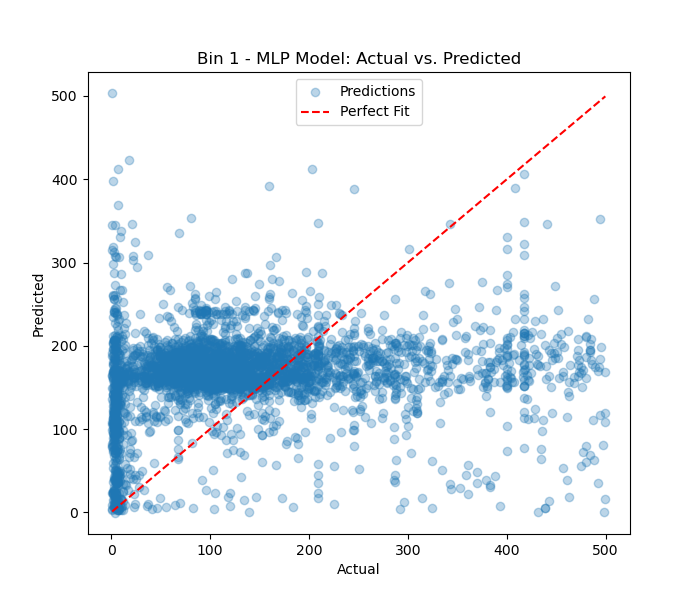 Bin 1 - MLP Model: Actual vs. Predicted
Predictions
Perfect Fit
500
400
300
200
100
0
Predicted
0 100 200 300 400 500
Actual